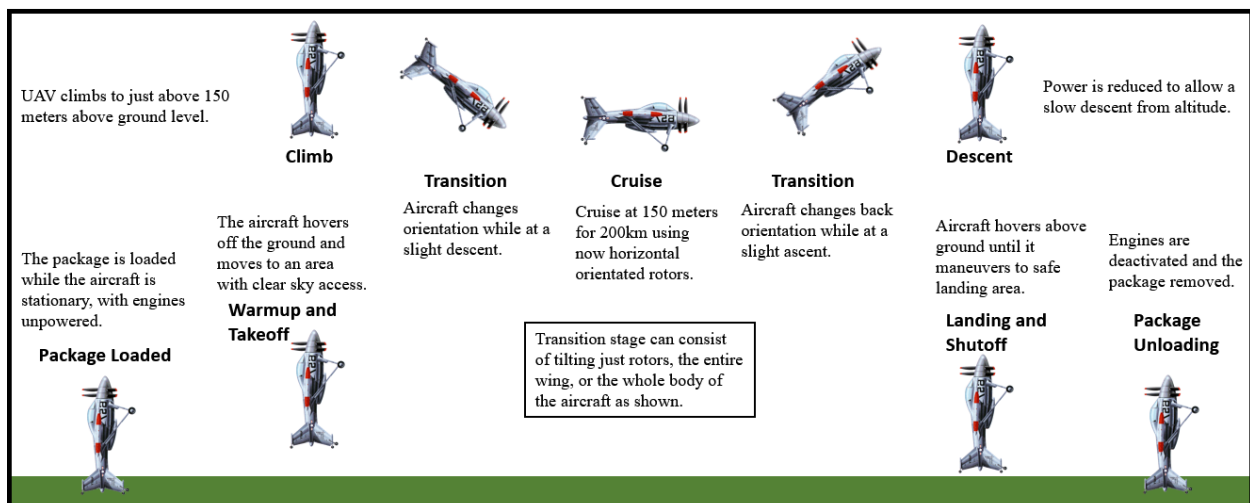 UAV climbs to just above 150
meters above ground level.
Climb
Transition
Aircraft changes
orientation while at a
slight descent.
Cruise
Cruise at 150 meters
for 200km using
now horizontal
orientated rotors.
Transition
Aircraft changes back
orientation while at a
slight ascent.
Descent
Power is reduced to allow a
slow descent from altitude.
The package is loaded
while the aircraft is
stationary, with engines
unpowered.
Package Loaded
The aircraft hovers
off the ground and
moves to an area
with clear sky access.
Warmup and
Takeoff
Transition stage can consist
of tilting just rotors, the entire
wing, or the whole body of
the aircraft as shown.
Aircraft hovers above
ground until it
maneuvers to safe
landing area.
Landing and
Shutoff
Engines are
deactivated and the
package removed.
Package
Unloading